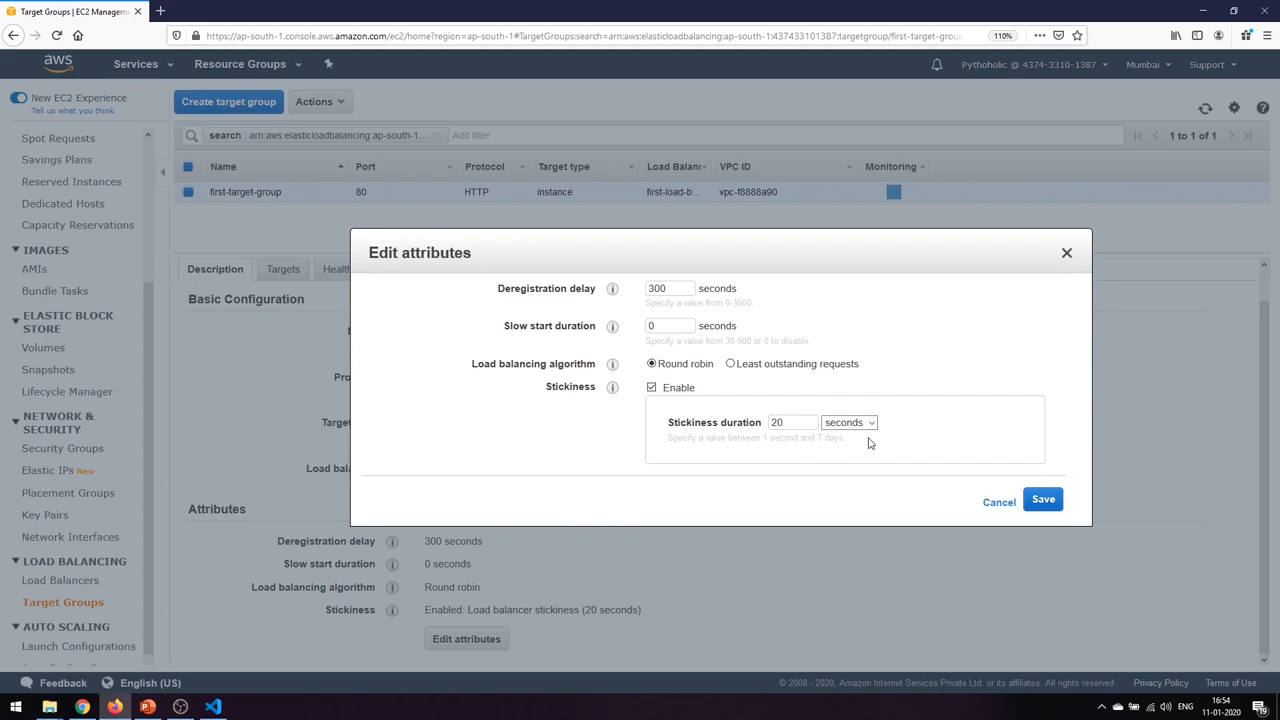 Target Groups | EC2 Manageme
https://ap-south-1.console.aws.amazon.com/ec2/home?region=ap-south-1#TargetGroups:search=arn:aws:elasticloadbalancing:ap-south-1:437433101387:targetgroup/first-target-group
110%
aws
Services
Resource Groups
Pythoholic @ 4374-3310-1387
Mumbai
Support
New EC2 Experience
Tell us what you think
Spot Requests
Savings Plans
Reserved Instances
Dedicated Hosts
Capacity Reservations
IMAGES
AMIs
Bundle Tasks
ELASTIC BLOCK
STORE
Volumes
Snapshots
Lifecycle Manager
NETWORK &
SECURITY
Security Groups
Elastic IPs New
Placement Groups
Key Pairs
Network Interfaces
LOAD BALANCING
Load Balancers
Target Groups
AUTO SCALING
Launch Configurations
Create target group
Actions
search : arn:aws:elasticloadbalancing:ap-south-1...
Add filter
1 to 1 of 1
Name
Port
Protocol
Target type
Load Balan
VPC ID
Monitoring
first-target-group
80
HTTP
instance
first-load-b...
vpc-f8888a90
Description
Targets
Health
Basic Configuration
Pro
Target
Load ba
Edit attributes
Deregistration delay
300 seconds
Specify a value from 0-3600.
Slow start duration
0 seconds
Specify a value from 30-900 or 0 to disable.
Load balancing algorithm
Round robin
Least outstanding requests
Stickiness
Enable
Stickiness duration
20
seconds
Specify a value between 1 second and 7 days.
Cancel
Save
Attributes
Deregistration delay
300 seconds
Slow start duration
0 seconds
Load balancing algorithm
Round robin
Stickiness
Enabled: Load balancer stickiness (20 seconds)
Edit attributes
Feedback
English (US)
© 2008 - 2020, Amazon Internet Services Private Ltd. or its affiliates. All rights reserved.
Privacy Policy
Terms of Use
ENG
16:54
11-01-2020
19